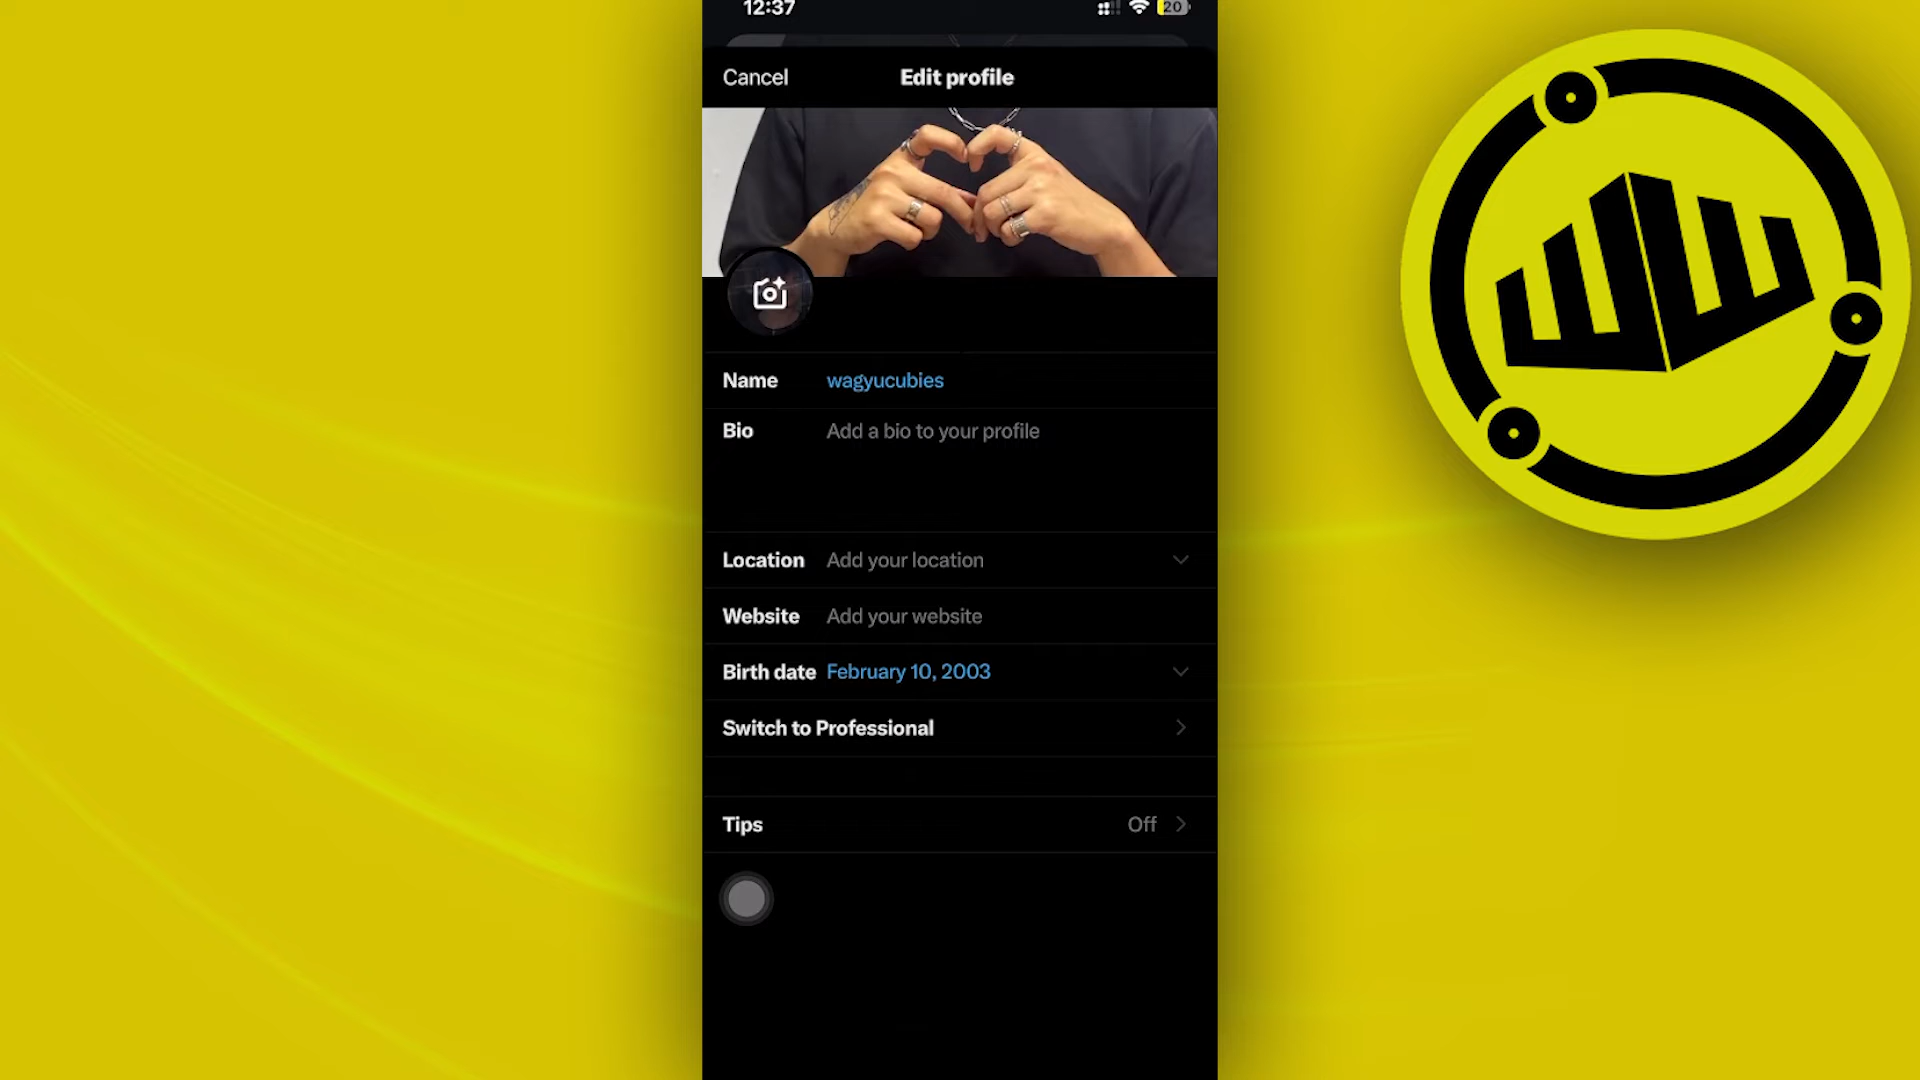 12:37
20
Cancel
Edit profile
Name wagyucubies
Bio Add a bio to your profile
Location Add your location
Website Add your website
Birth date February 10, 2003
Switch to Professional
Tips Off